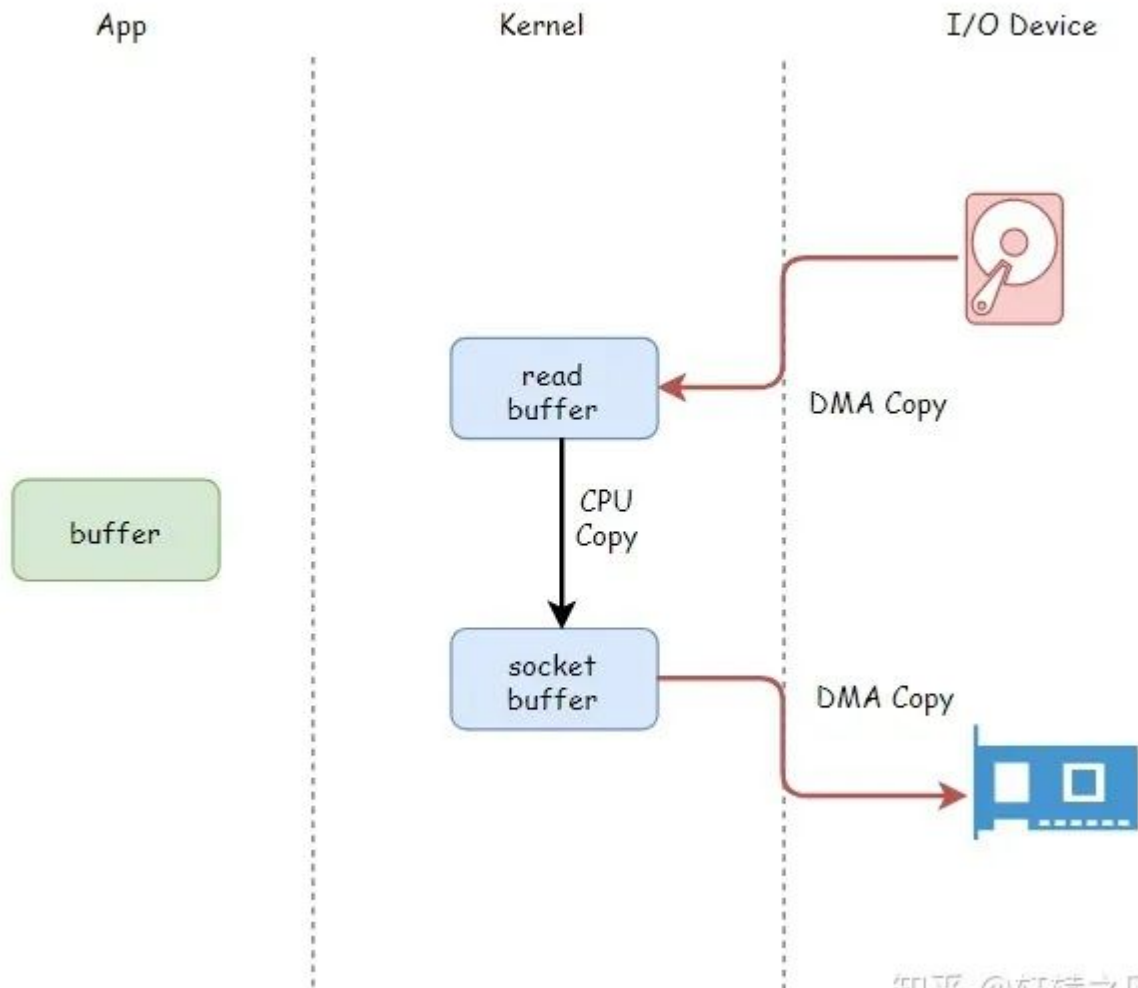 App
Kernel
I/O Device
read
buffer
DMA Copy
buffer
CPU
Copy
socket
buffer
DMA Copy